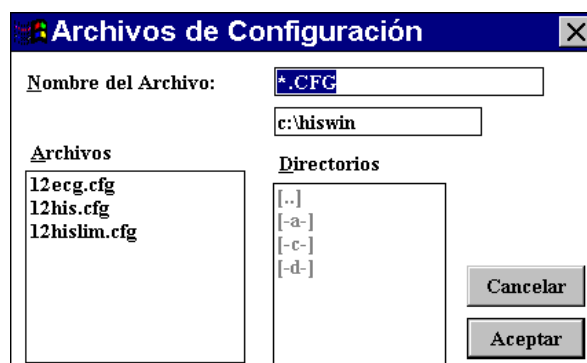 Archivos de Configuración
Nombre del Archivo:
*.CFG
c:\hiswin
Archivos
12ecg.cfg
12his.cfg
12hislim.cfg
Directorios
[..]
[-a-]
[-c-]
[-d-]
Cancelar
Aceptar